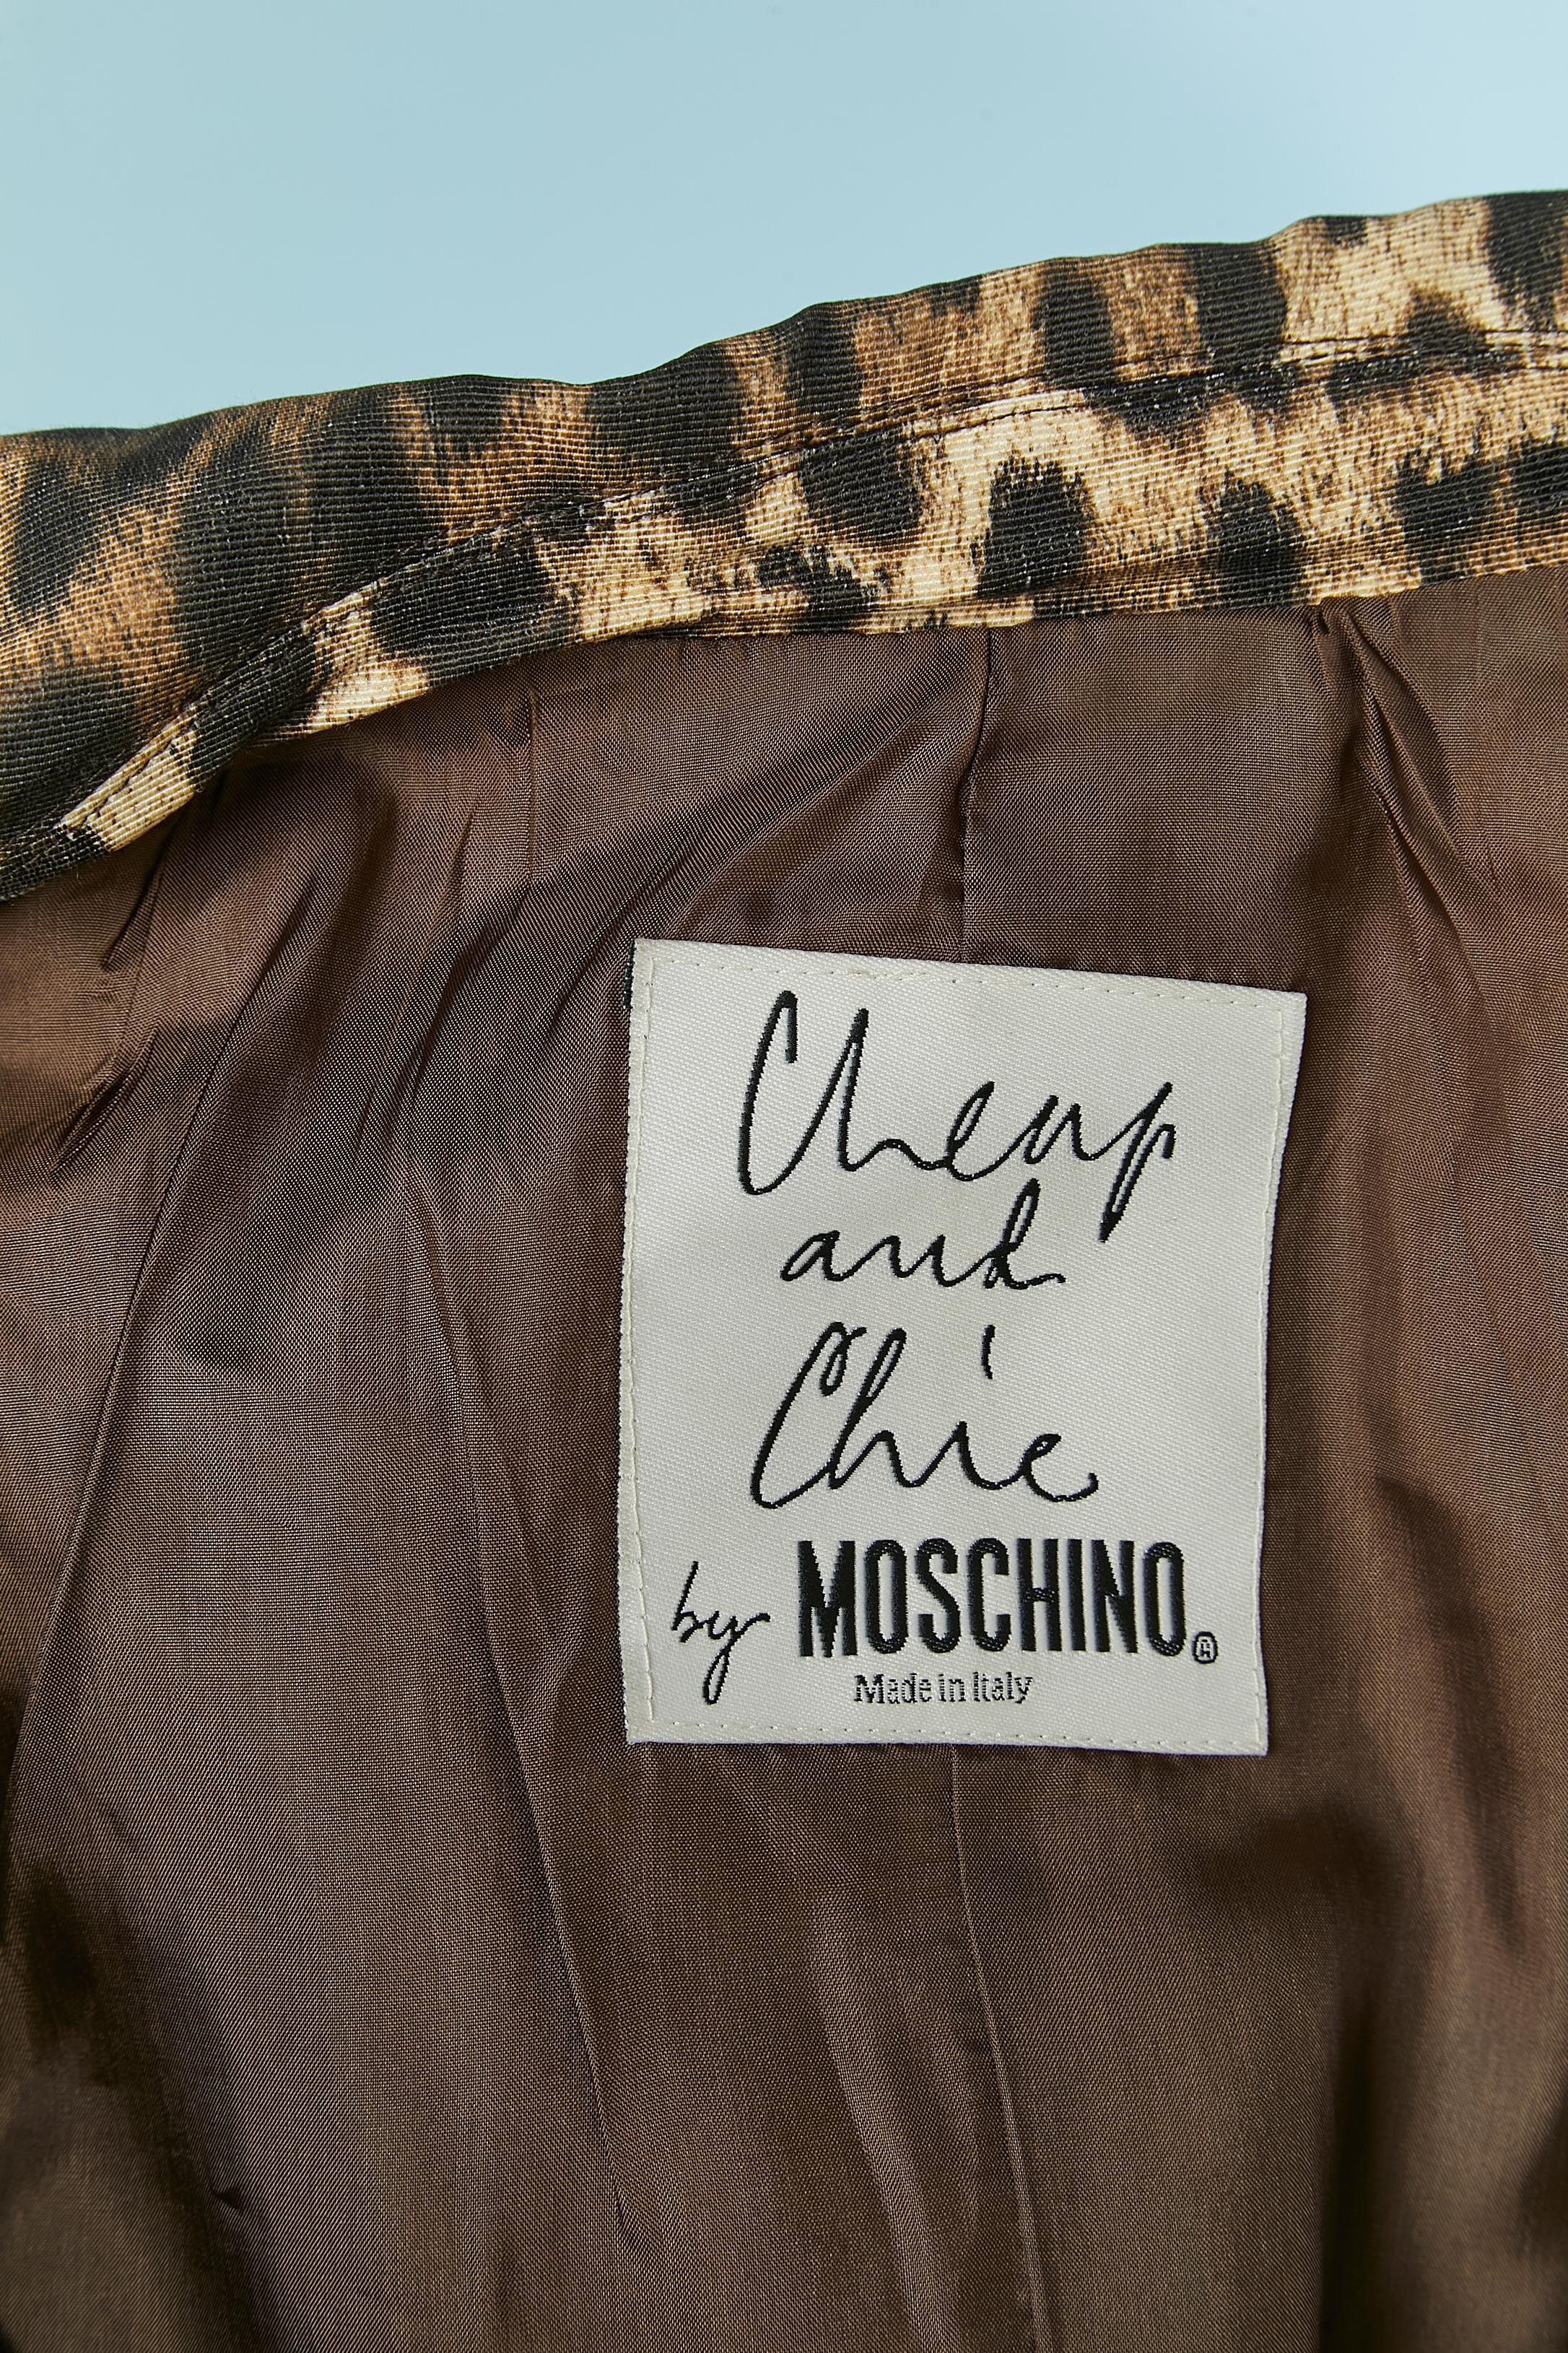 Cheap
and
Chic
by MOSCHINO®
Made in Italy